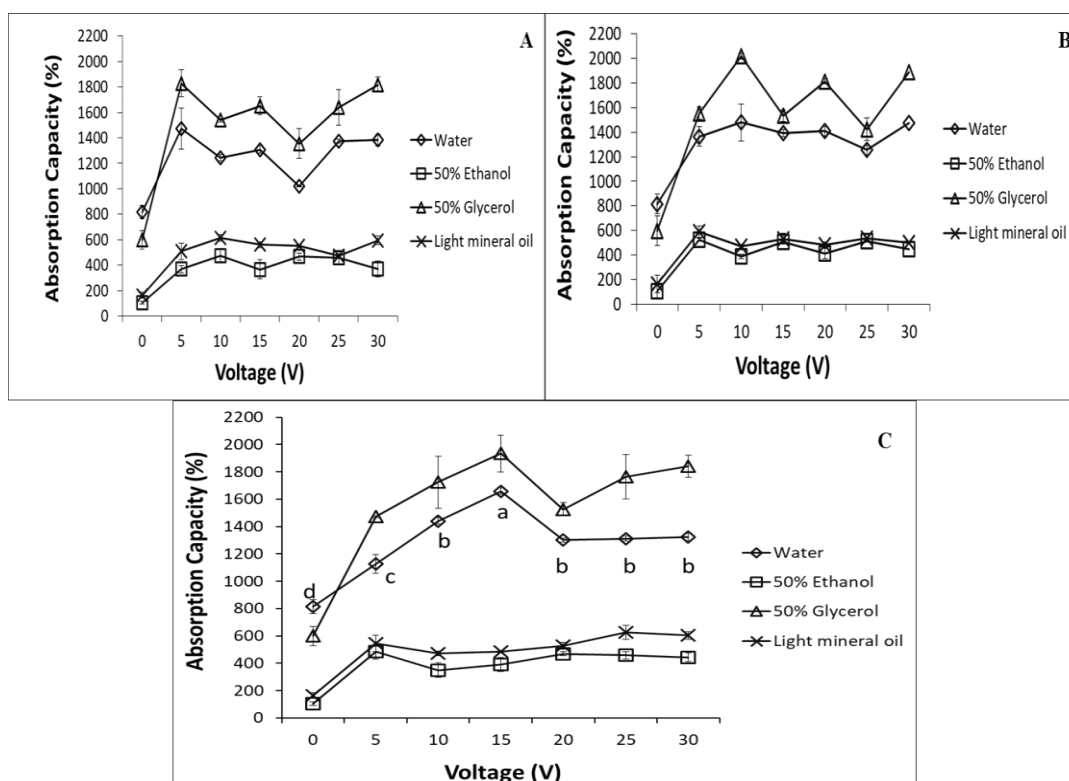 A
Absorption Capacity (%)
2200
2000
1800
1600
1400
1200
1000
800
600
400
200
0
0 5 10 15 20 25 30
Voltage (V)
Water
50% Ethanol
50% Glycerol
Light mineral oil
B
Absorption Capacity (%)
2200
2000
1800
1600
1400
1200
1000
800
600
400
200
0
0 5 10 15 20 25 30
Voltage (V)
Water
50% Ethanol
50% Glycerol
Light mineral oil
C
Absorption Capacity (%)
2200
2000
1800
1600
1400
1200
1000
800
600
400
200
0
d
c
b
a
b
b
b
0 5 10 15 20 25 30
Voltage (V)
Water
50% Ethanol
50% Glycerol
Light mineral oil